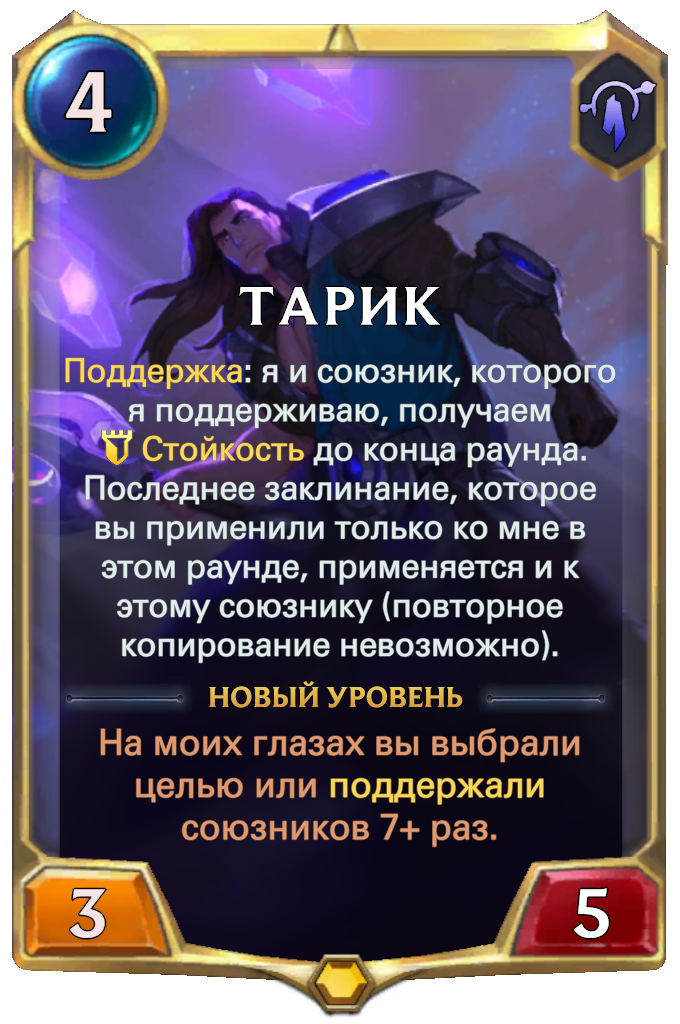 4
ТАРИК
Поддержка: я и союзник, которого
я поддерживаю, получаем
Стойкость до конца раунда.
Последнее заклинание, которое
вы применили только ко мне в
этом раунде, применяется и к
этому союзнику (повторное
копирование невозможно).
НОВЫЙ УРОВЕНЬ
На моих глазах вы выбрали
целью или поддержали
союзников 7+ раз.
3
5